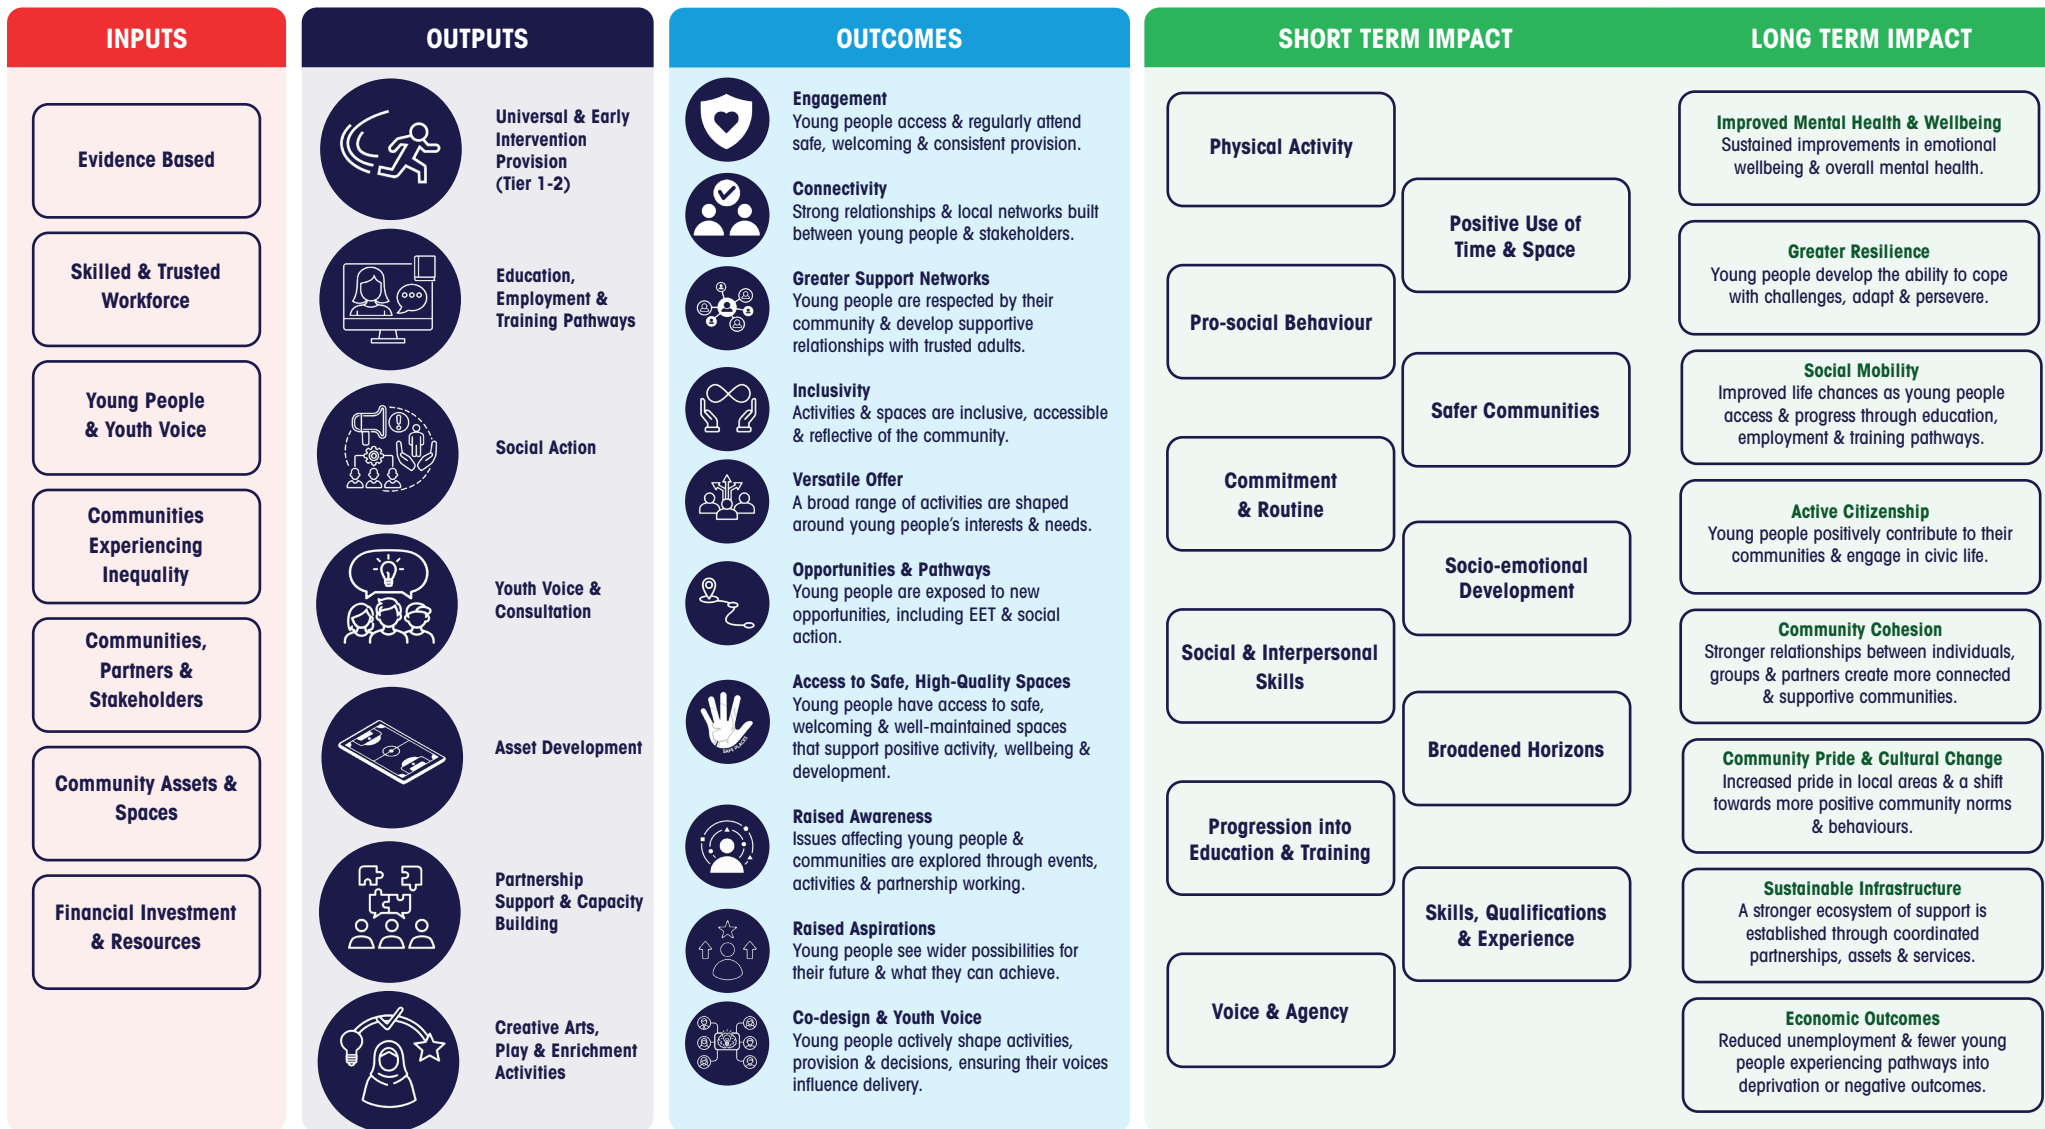 INPUTS
Evidence Based
Skilled & Trusted
Workforce
Young People
& Youth Voice
Communities
Experiencing
Inequality
Communities,
Partners &
Stakeholders
Community Assets &
Spaces
Financial Investment
& Resources
OUTPUTS
Universal & Early
Intervention
Provision
(Tier 1-2)
Education,
Employment &
Training Pathways
Social Action
Youth Voice &
Consultation
Asset Development
Partnership
Support & Capacity
Building
Creative Arts,
Play & Enrichment
Activities
OUTCOMES
Engagement
Young people access & regularly attend
safe, welcoming & consistent provision.
Connectivity
Strong relationships & local networks built
between young people & stakeholders.
Greater Support Networks
Young people are respected by their
community & develop supportive
relationships with trusted adults.
Inclusivity
Activities & spaces are inclusive, accessible
& reflective of the community.
Versatile Offer
A broad range of activities are shaped
around young people's interests & needs.
Opportunities & Pathways
Young people are exposed to new
opportunities, including EET & social
action.
SAFE PLACES
Access to Safe, High-Quality Spaces
Young people have access to safe,
welcoming & well-maintained spaces
that support positive activity, wellbeing &
development.
Raised Awareness
Issues affecting young people &
communities are explored through events,
activities & partnership working.
Raised Aspirations
Young people see wider possibilities for
their future & what they can achieve.
Co-design & Youth Voice
Young people actively shape activities,
provision & decisions, ensuring their voices
influence delivery.
SHORT TERM IMPACT
Physical Activity
Positive Use of
Time & Space
Pro-social Behaviour
Safer Communities
Commitment
& Routine
Socio-emotional
Development
Social & Interpersonal
Skills
Broadened Horizons
Progression into
Education & Training
Skills, Qualifications
& Experience
Voice & Agency
LONG TERM IMPACT
Improved Mental Health & Wellbeing
Sustained improvements in emotional
wellbeing & overall mental health.
Greater Resilience
Young people develop the ability to cope
with challenges, adapt & persevere.
Social Mobility
Improved life chances as young people
access & progress through education,
employment & training pathways.
Active Citizenship
Young people positively contribute to their
communities & engage in civic life.
Community Cohesion
Stronger relationships between individuals,
groups & partners create more connected
& supportive communities.
Community Pride & Cultural Change
Increased pride in local areas & a shift
towards more positive community norms
& behaviours.
Sustainable Infrastructure
A stronger ecosystem of support is
established through coordinated
partnerships, assets & services.
Economic Outcomes
Reduced unemployment & fewer young
people experiencing pathways into
deprivation or negative outcomes.